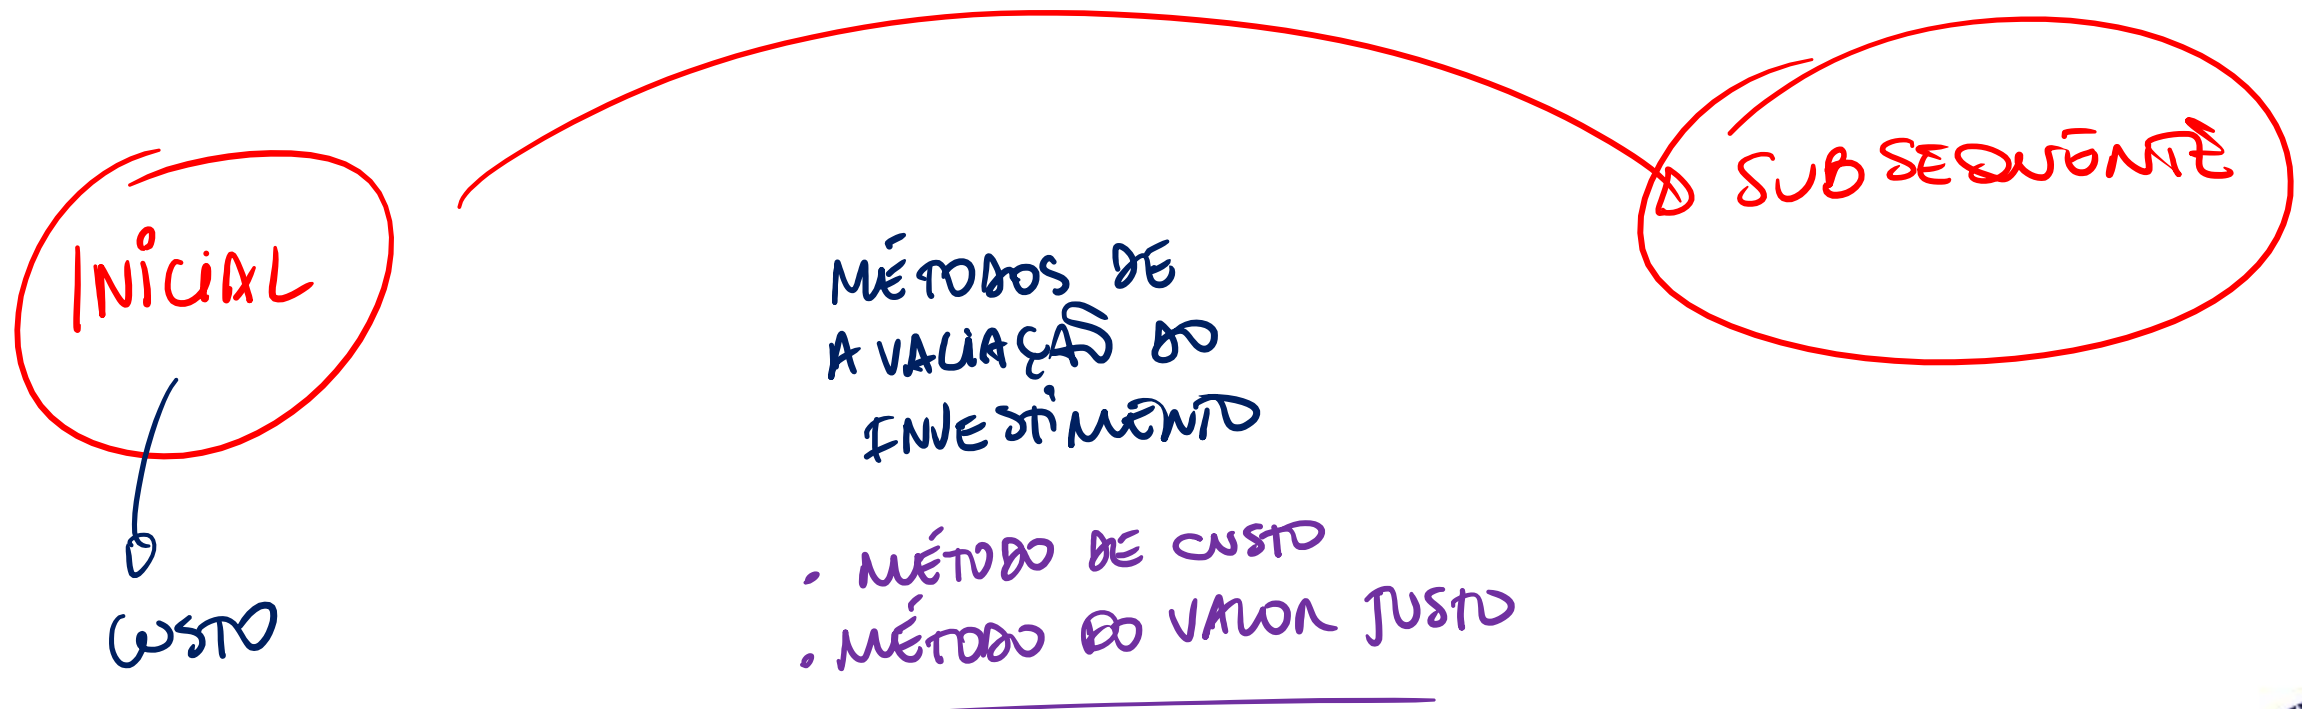 INICIAL
CUSTO
MÉTODOS DE
AVALIAÇÃO DO
INVESTIMENTO
• MÉTODO DE CUSTO
• MÉTODO DO VALOR JUSTO
SUBSEQUENTE